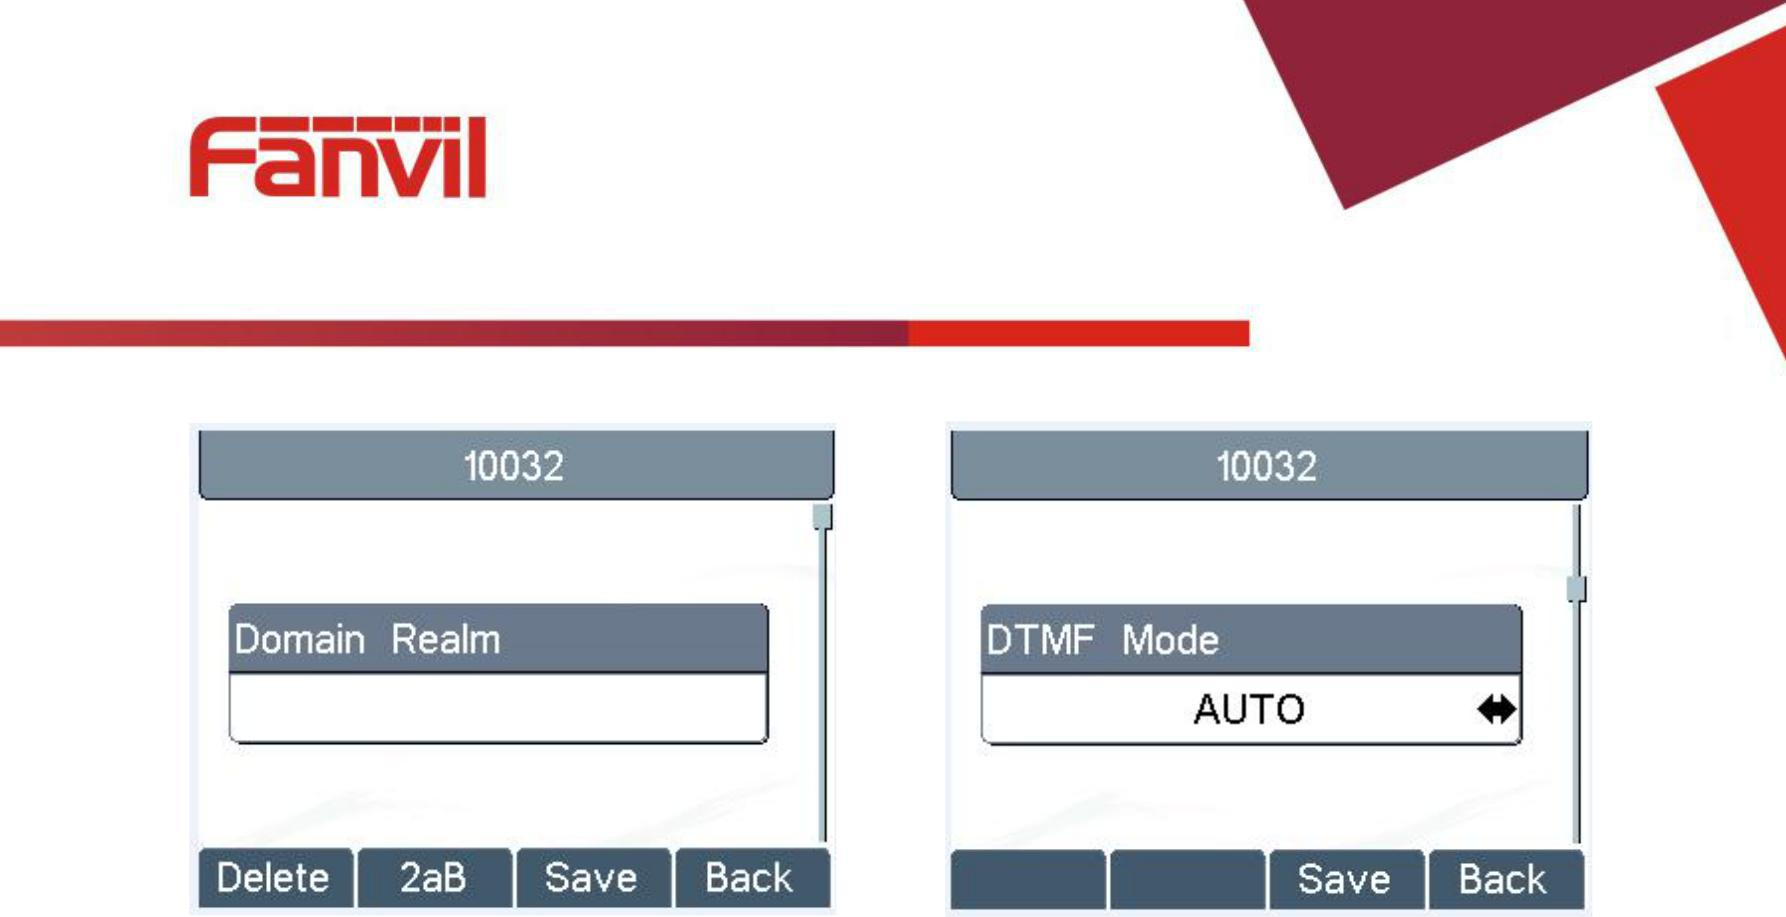 Fanvil
10032
Domain Realm
Delete 2aB Save Back
10032
DTMF Mode
AUTO
Save Back